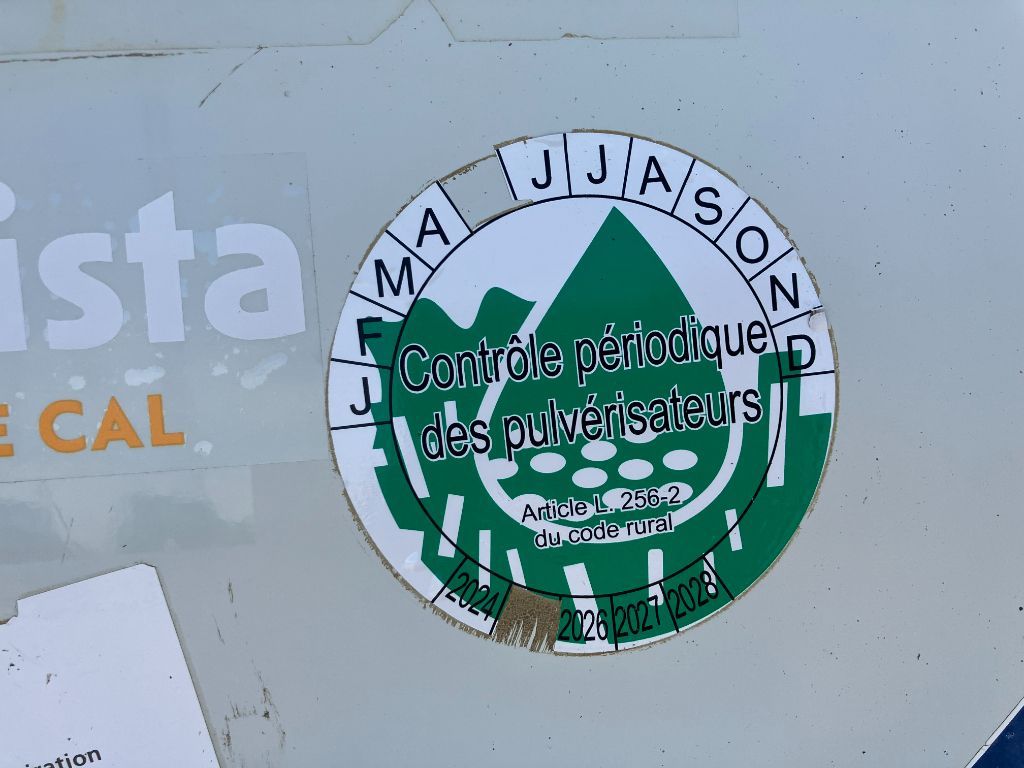 J F M A J J A S O N D
ista
E CAL
Contrôle périodique
des pulvérisateurs
Article L. 256-2
du code rural
2024 2026 2027 2028
ration